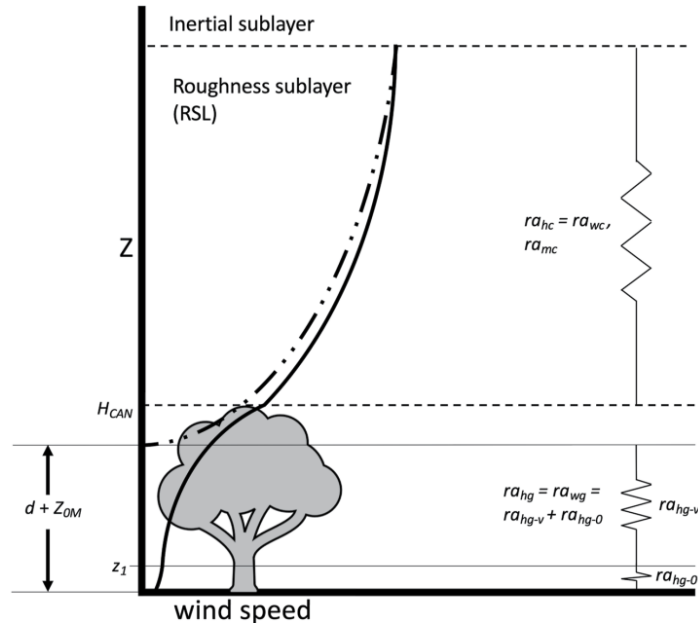 Inertial sublayer
Roughness sublayer
(RSL)
Z
ra_hc = ra_wc,
ra_mc
H_CAN
d + Z_0M
ra_hg = ra_wg =
ra_hg-v + ra_hg-0
ra_hg-v
z_1
ra_hg-0
wind speed